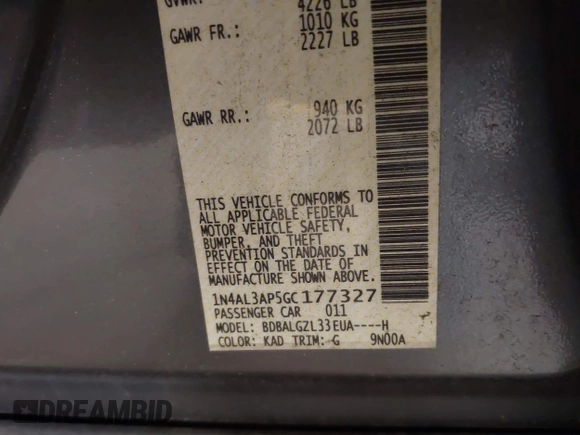 GVWR: 4226 LB
GAWR FR.: 1010 KG
2227 LB
GAWR RR.: 940 KG
2072 LB
THIS VEHICLE CONFORMS TO
ALL APPLICABLE FEDERAL
MOTOR VEHICLE SAFETY,
BUMPER, AND THEFT
PREVENTION STANDARDS IN
EFFECT ON THE DATE OF
MANUFACTURE SHOWN ABOVE.
1N4AL3AP5GC177327
PASSENGER CAR 011
MODEL: BDBALGZL33EUA----H
COLOR: KAD TRIM: G 9N00A
DREAMBID